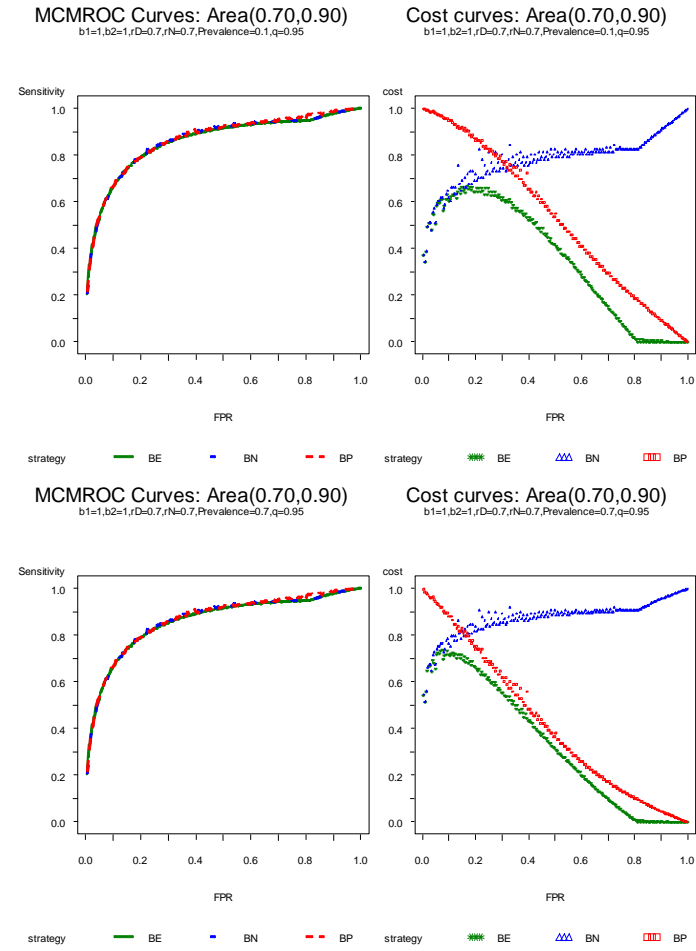 MCMROC Curves: Area(0.70,0.90)
b1=1,b2=1,rD=0.7,rN=0.7,Prevalence=0.1,q=0.95
Sensitivity
1.0
0.8
0.6
0.4
0.2
0.0
0.0 0.2 0.4 0.6 0.8 1.0
FPR
strategy BE BN BP
Cost curves: Area(0.70,0.90)
b1=1,b2=1,rD=0.7,rN=0.7,Prevalence=0.1,q=0.95
cost
1.0
0.8
0.6
0.4
0.2
0.0
0.0 0.2 0.4 0.6 0.8 1.0
FPR
strategy BE BN BP
MCMROC Curves: Area(0.70,0.90)
b1=1,b2=1,rD=0.7,rN=0.7,Prevalence=0.7,q=0.95
Sensitivity
1.0
0.8
0.6
0.4
0.2
0.0
0.0 0.2 0.4 0.6 0.8 1.0
FPR
strategy BE BN BP
Cost curves: Area(0.70,0.90)
b1=1,b2=1,rD=0.7,rN=0.7,Prevalence=0.7,q=0.95
cost
1.0
0.8
0.6
0.4
0.2
0.0
0.0 0.2 0.4 0.6 0.8 1.0
FPR
strategy BE BN BP